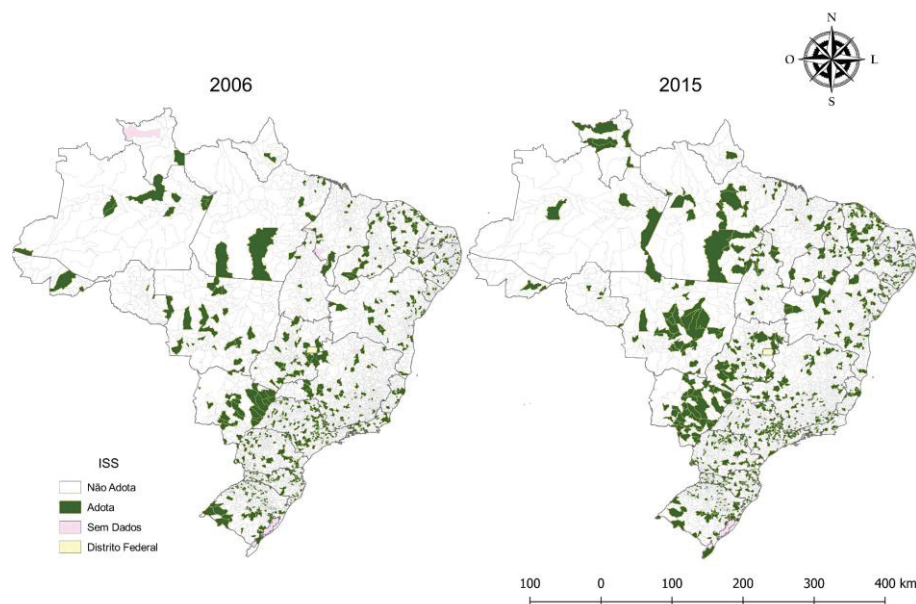 N
O L
S
2006 2015
ISS
Não Adota
Adota
Sem Dados
Distrito Federal
100 0 100 200 300 400 km